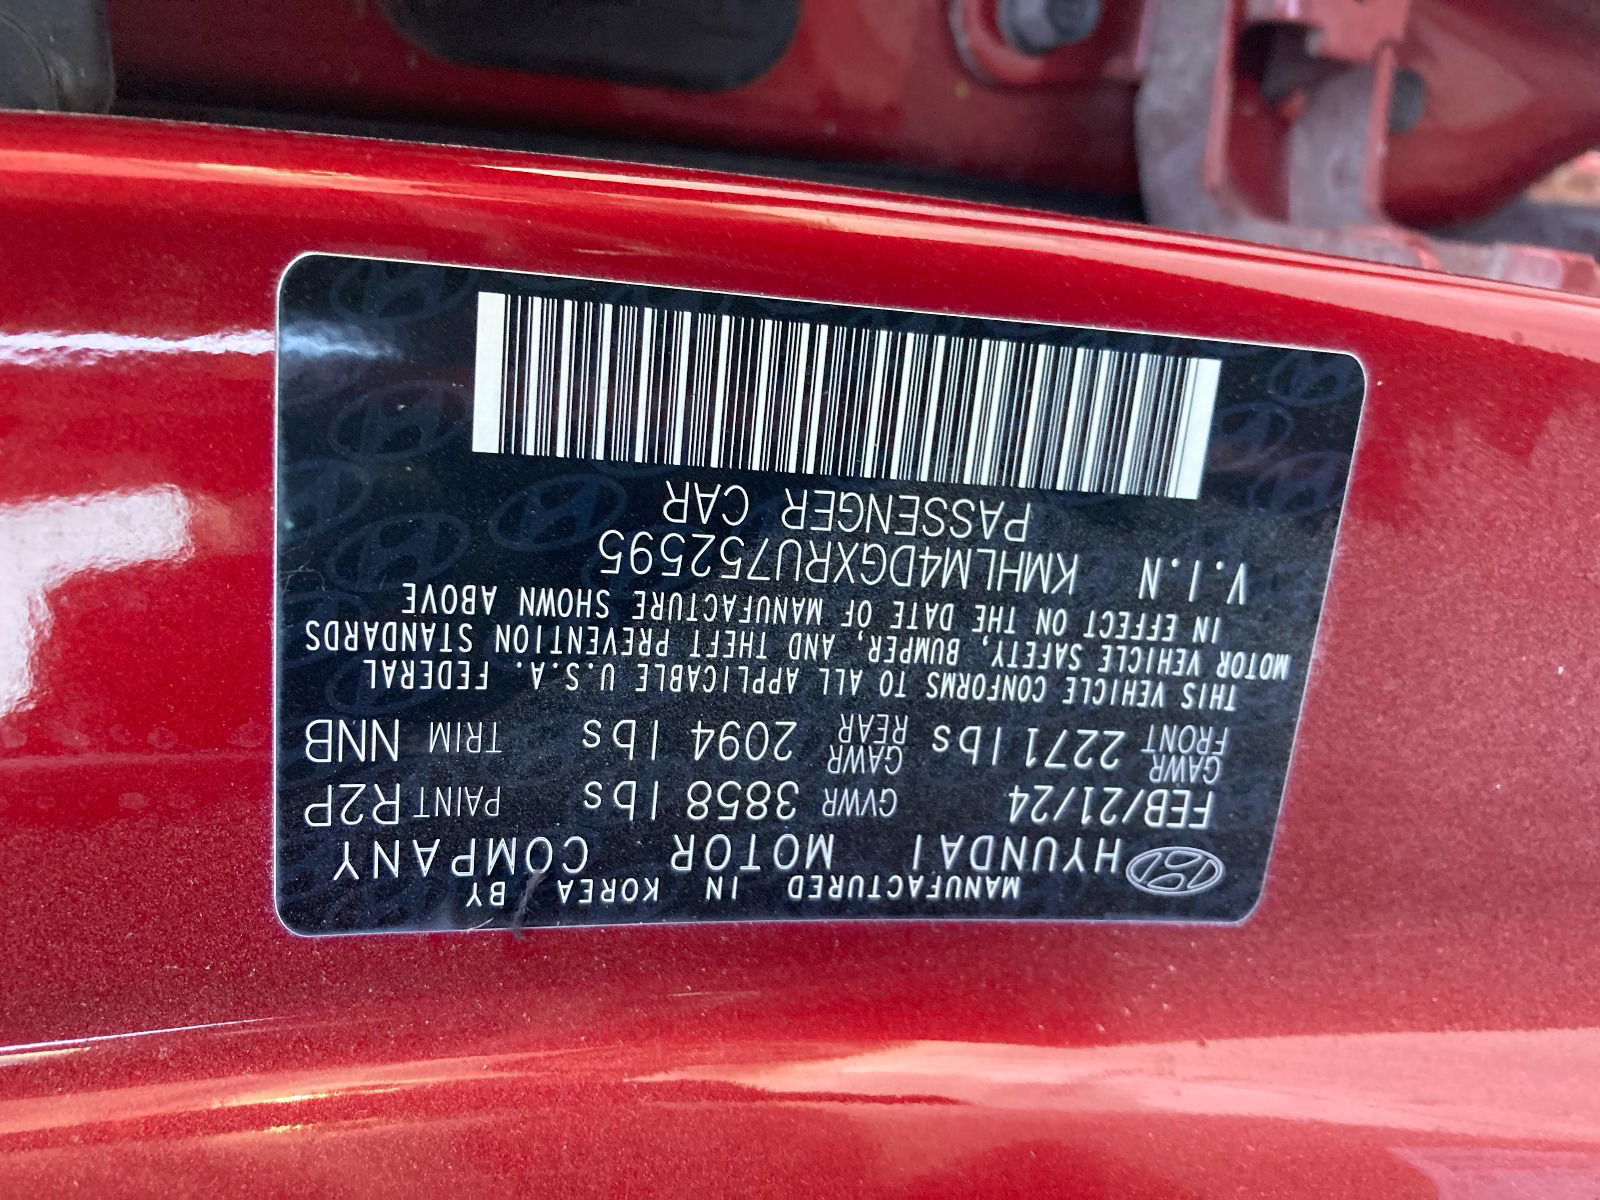 MANUFACTURED IN KOREA BY
HYUNDAI MOTOR COMPANY
FEB/21/24 GVWR 3858 lbs PAINT R2P
GAWR FRONT 2271 lbs GAWR REAR 2094 lbs TRIM NNB
THIS VEHICLE CONFORMS TO ALL APPLICABLE U.S.A. FEDERAL
MOTOR VEHICLE SAFETY, BUMPER, AND THEFT PREVENTION STANDARDS
IN EFFECT ON THE DATE OF MANUFACTURE SHOWN ABOVE
V.I.N KMHLM4DGXRU752595
PASSENGER CAR